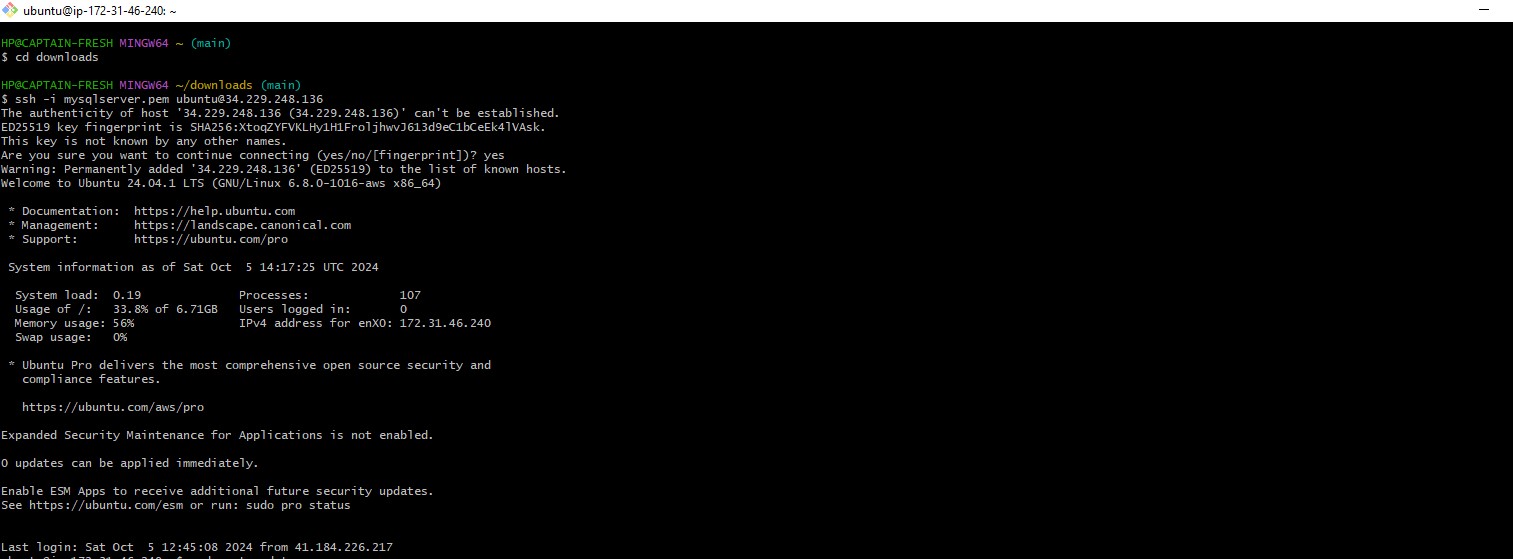 ubuntu@ip-172-31-46-240: ~
HP@CAPTAIN-FRESH MINGW64 ~ (main)
$ cd downloads
HP@CAPTAIN-FRESH MINGW64 ~/downloads (main)
$ ssh -i mysqlserver.pem ubuntu@34.229.248.136
The authenticity of host '34.229.248.136 (34.229.248.136)' can't be established.
ED25519 key fingerprint is SHA256:XtoqZYFVKLHy1H1FroljhwvJ613d9eC1bCeEk4lVAsk.
This key is not known by any other names.
Are you sure you want to continue connecting (yes/no/[fingerprint])? yes
Warning: Permanently added '34.229.248.136' (ED25519) to the list of known hosts.
Welcome to Ubuntu 24.04.1 LTS (GNU/Linux 6.8.0-1016-aws x86_64)
* Documentation:  https://help.ubuntu.com
* Management:     https://landscape.canonical.com
* Support:        https://ubuntu.com/pro
System information as of Sat Oct  5 14:17:25 UTC 2024
System load:  0.19              Processes:             107
Usage of /:   33.8% of 6.71GB   Users logged in:       0
Memory usage: 56%               IPv4 address for enX0: 172.31.46.240
Swap usage:   0%
* Ubuntu Pro delivers the most comprehensive open source security and
compliance features.
https://ubuntu.com/aws/pro
Expanded Security Maintenance for Applications is not enabled.
0 updates can be applied immediately.
Enable ESM Apps to receive additional future security updates.
See https://ubuntu.com/esm or run: sudo pro status
Last login: Sat Oct  5 12:45:08 2024 from 41.184.226.217